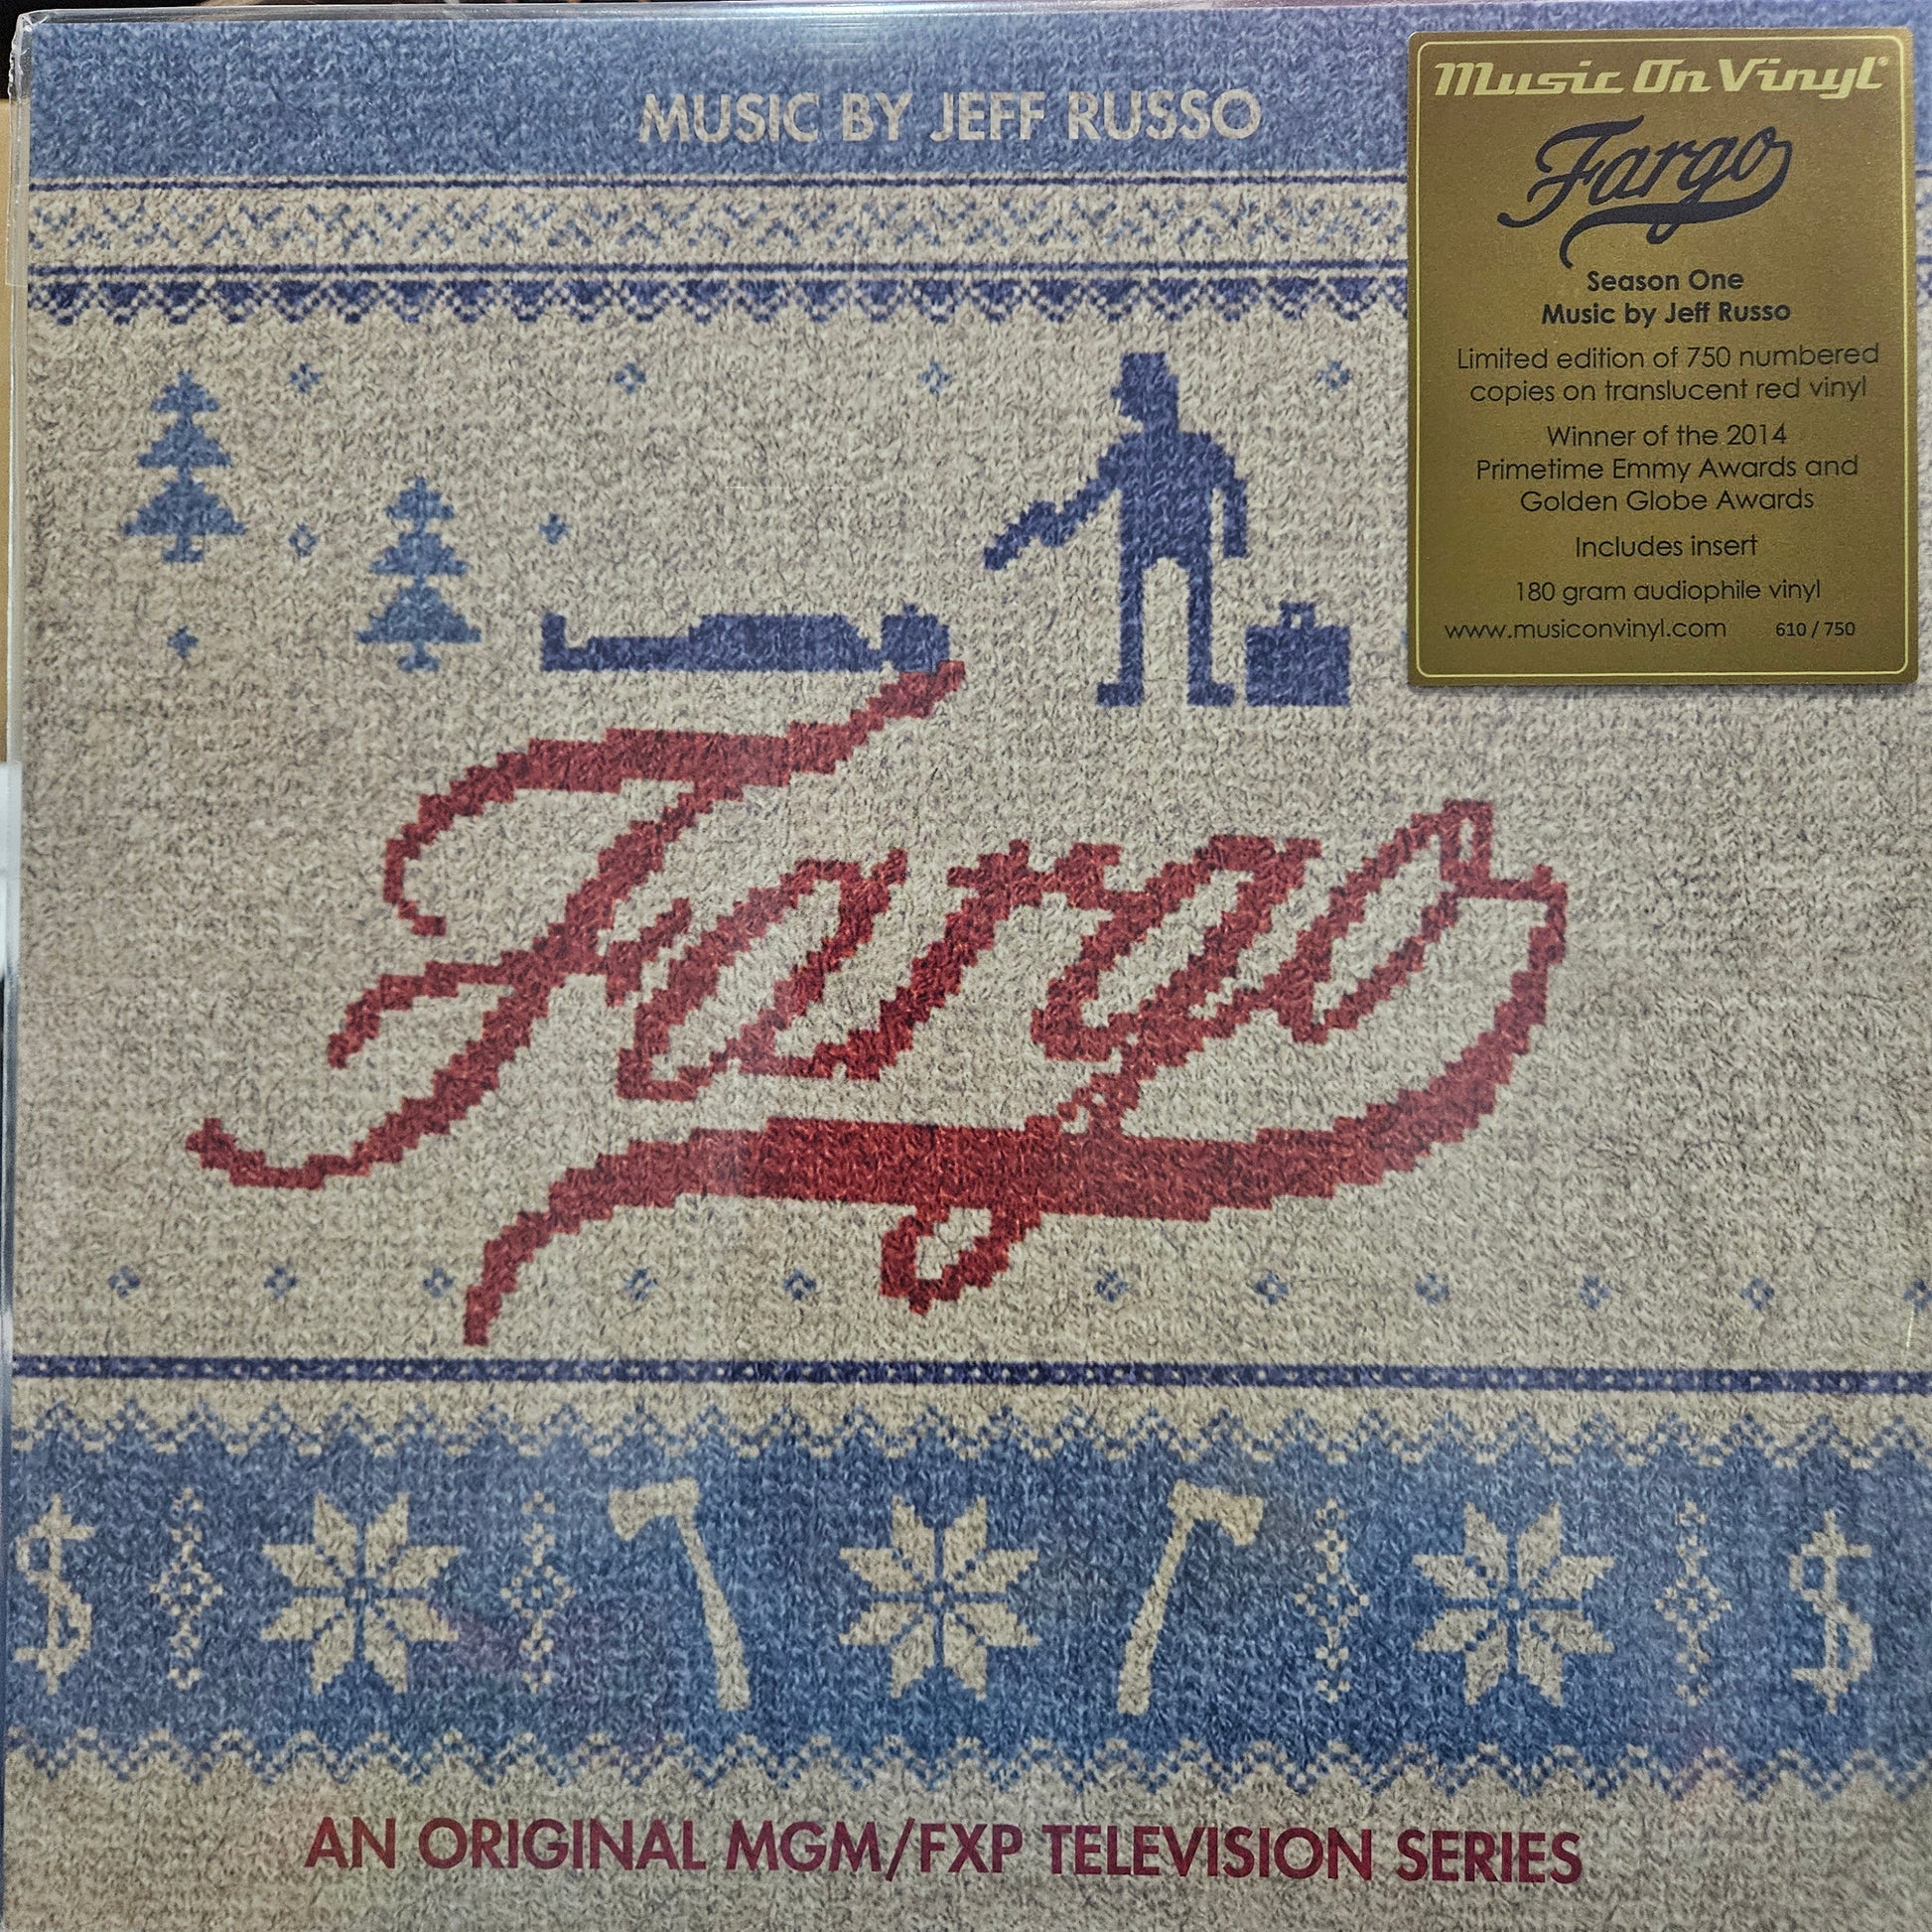 MUSIC BY JEFF RUSSO
Music On Vinyl®
Fargo
Season One
Music by Jeff Russo
Limited edition of 750 numbered
copies on translucent red vinyl
Winner of the 2014
Primetime Emmy Awards and
Golden Globe Awards
Includes insert
180 gram audiophile vinyl
www.musiconvinyl.com 610 / 750
Fargo
$ $
AN ORIGINAL MGM/FXP TELEVISION SERIES